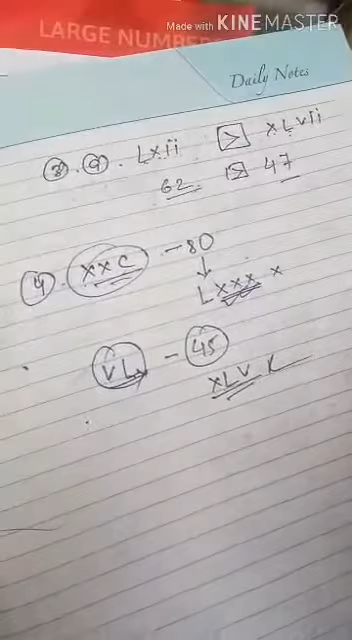 Made with KINEMASTER
LARGE NUMBER
Daily Notes
③. ⓐ. LXii > XLVii
62 > 47
④. XXC - 80
↓
LXXX x
VL - 45
XLV